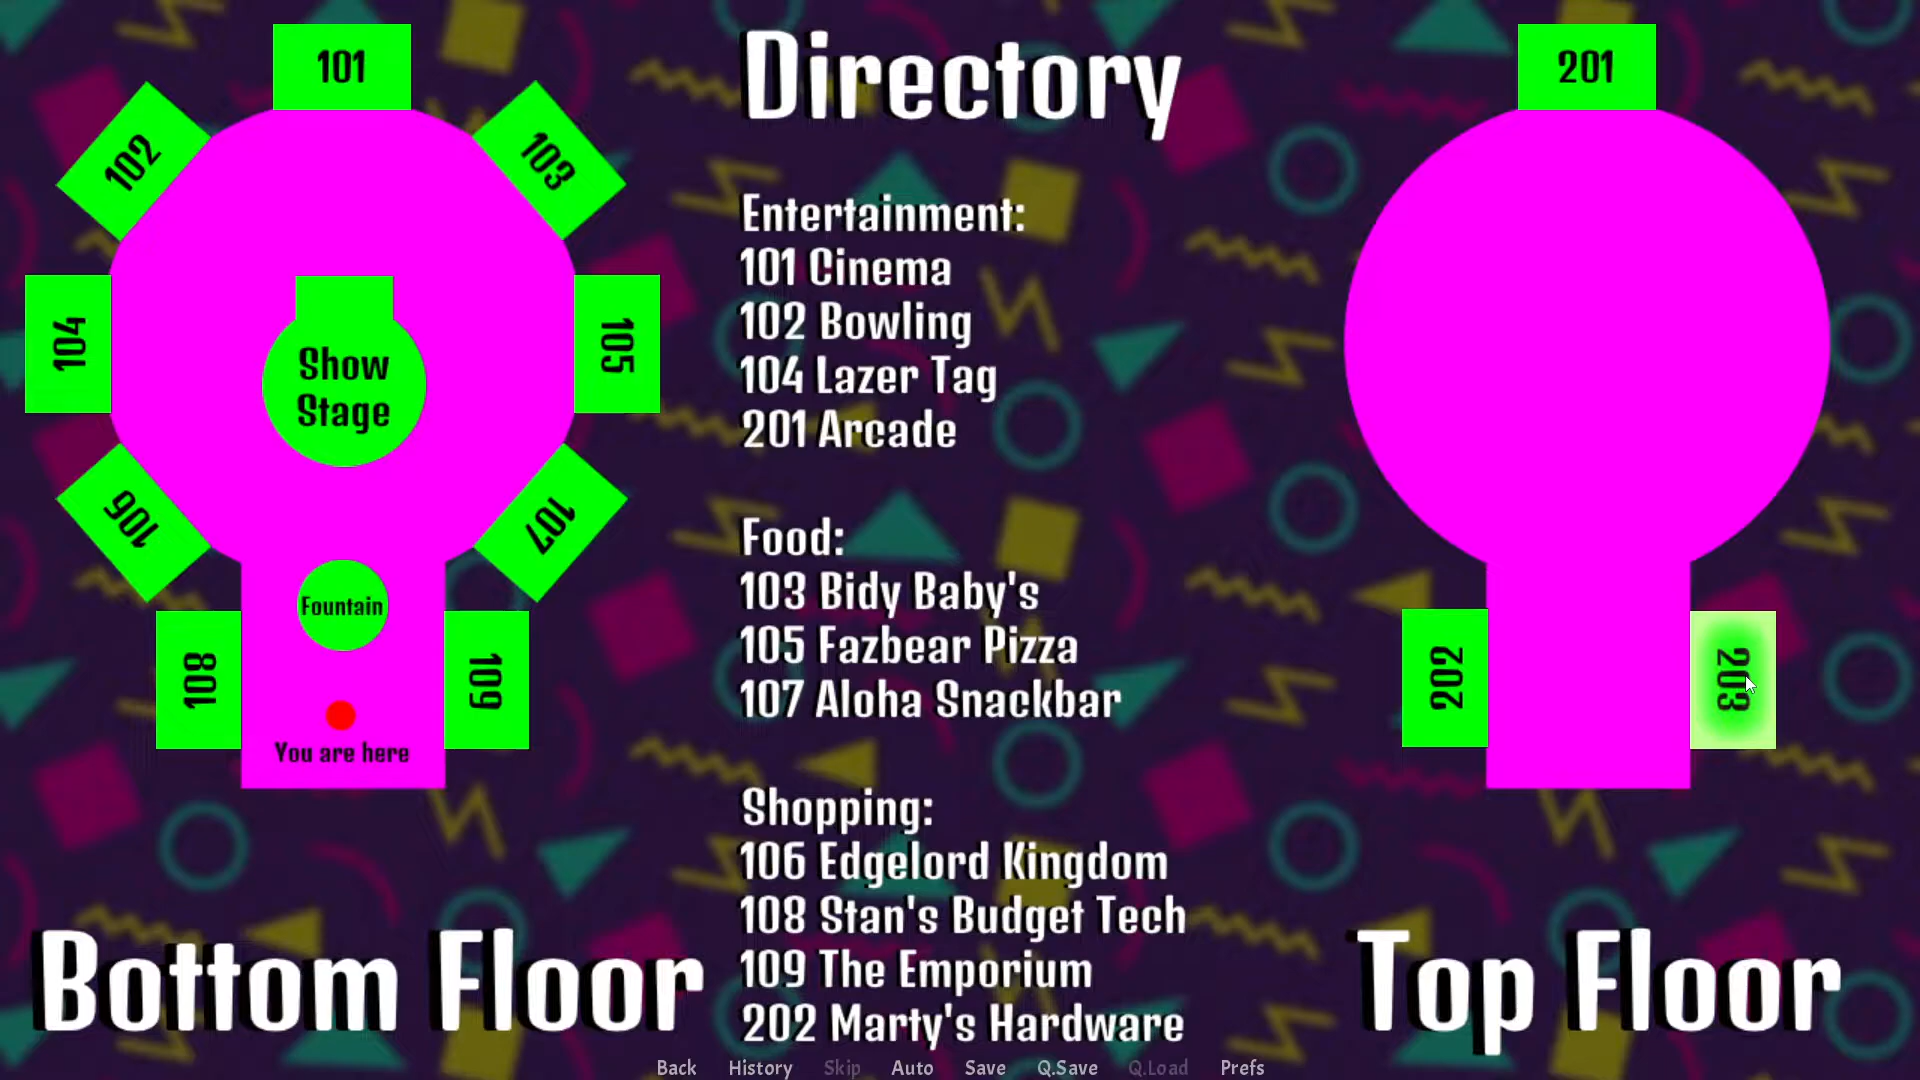 Directory
Entertainment:
101 Cinema
102 Bowling
104 Lazer Tag
201 Arcade
Food:
103 Bidy Baby's
105 Fazbear Pizza
107 Aloha Snackbar
Shopping:
106 Edgelord Kingdom
108 Stan's Budget Tech
109 The Emporium
202 Marty's Hardware
101
102
103
104
105
Show
Stage
106
107
Fountain
108
109
You are here
Bottom Floor
201
202
203
Top Floor
Back History Skip Auto Save Q.Save Q.Load Prefs